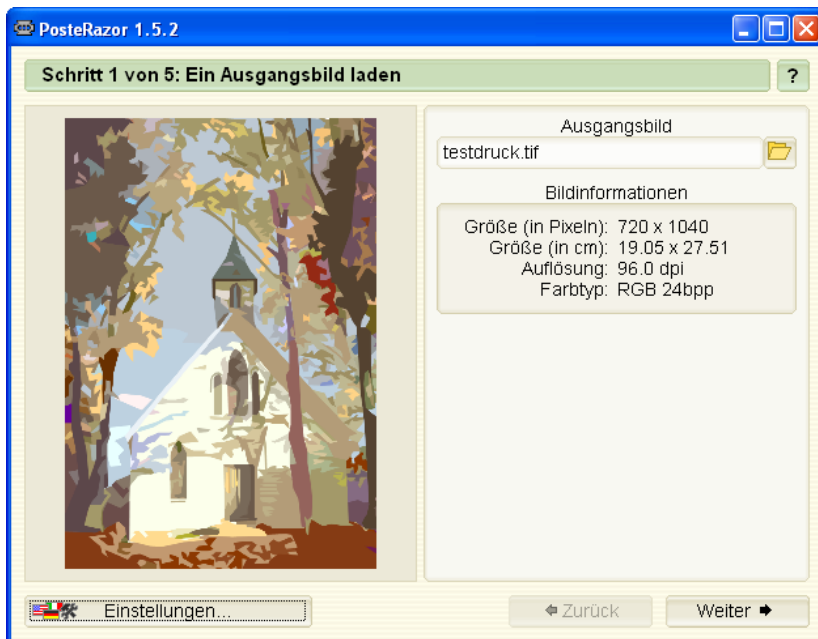 PosteRazor 1.5.2
Schritt 1 von 5: Ein Ausgangsbild laden
?
Ausgangsbild
testdruck.tif
Bildinformationen
Größe (in Pixeln): 720 x 1040
Größe (in cm): 19.05 x 27.51
Auflösung: 96.0 dpi
Farbtyp: RGB 24bpp
Einstellungen...
Zurück
Weiter